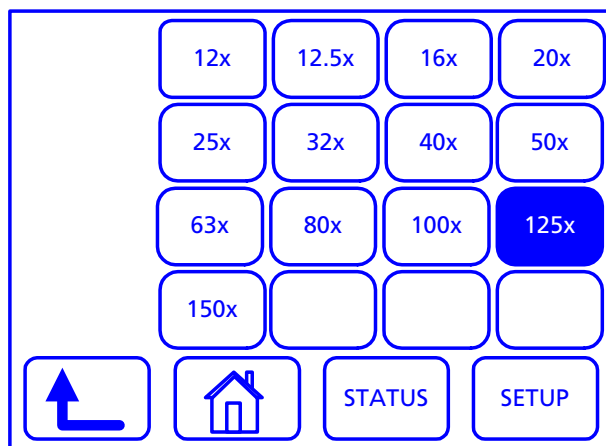 12x 12.5x 16x 20x
25x 32x 40x 50x
63x 80x 100x 125x
150x
STATUS SETUP